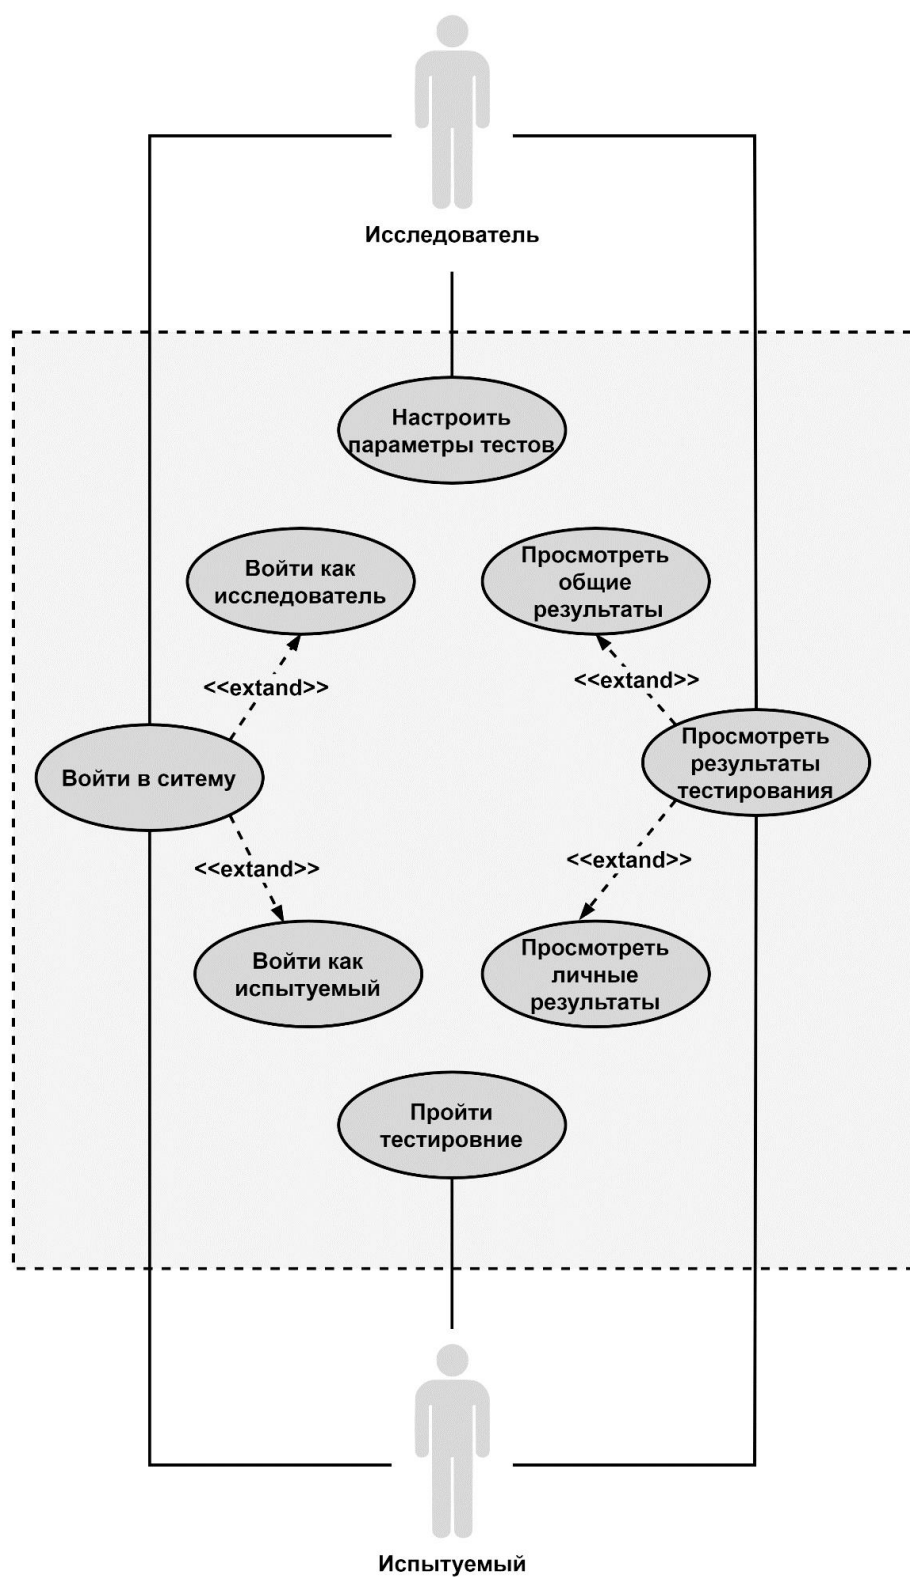 Исследователь
Настроить
параметры тестов
Войти как
исследователь
Просмотреть
общие
результаты
<<extand>>
<<extand>>
Войти в ситему
Просмотреть
результаты
тестирования
<<extand>>
<<extand>>
Войти как
испытуемый
Просмотреть
личные
результаты
Пройти
тестировние
Испытуемый